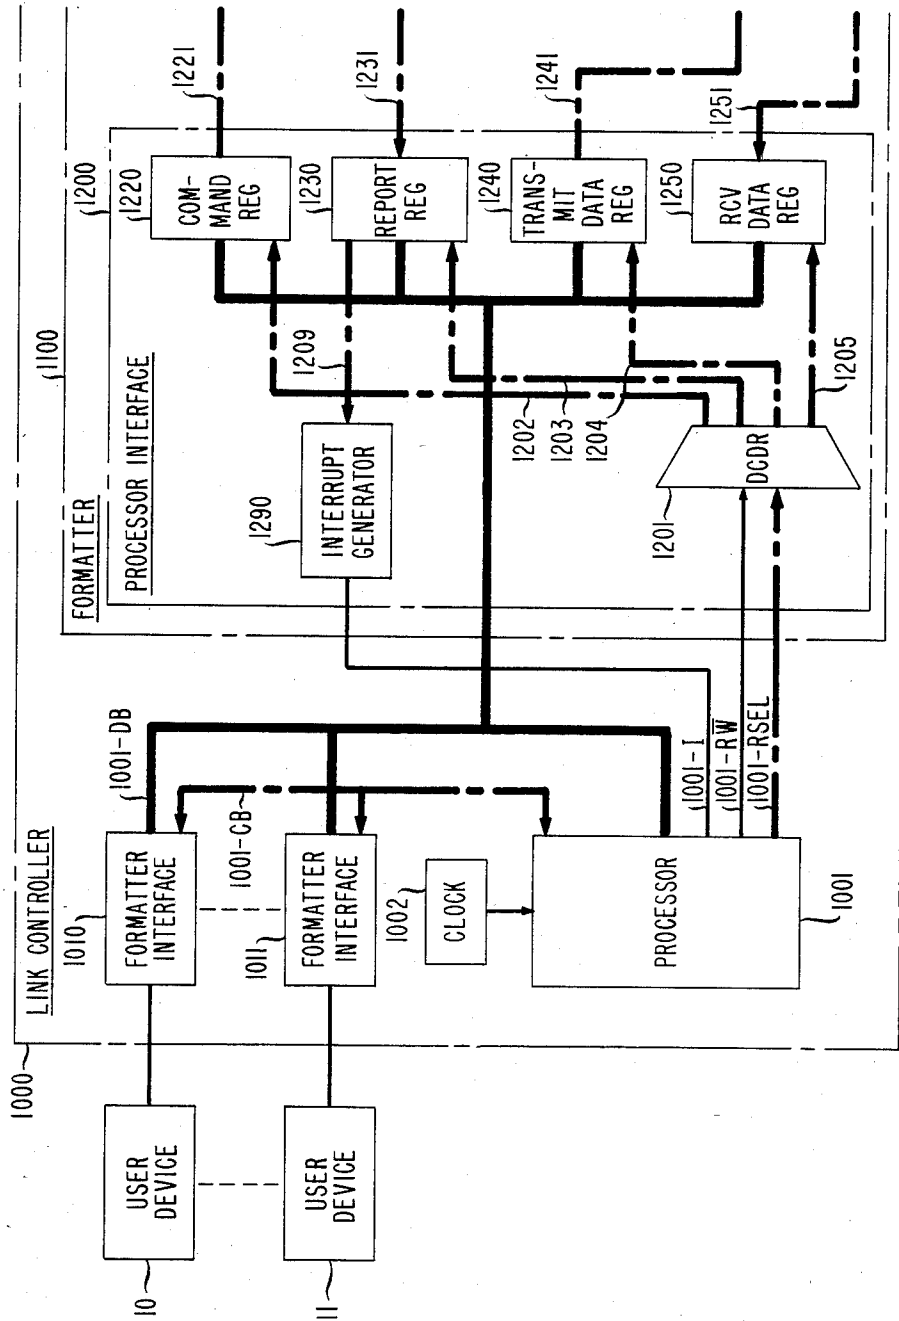 1000
LINK CONTROLLER
1100
FORMATTER
1200
PROCESSOR INTERFACE
10
USER
DEVICE
11
USER
DEVICE
1010
FORMATTER
INTERFACE
1011
FORMATTER
INTERFACE
1001-DB
1001-CB
1002
CLOCK
PROCESSOR
1001
1001-I
1001-RW̅
1001-RSEL
1290
INTERRUPT
GENERATOR
1209
1201
DCDR
1202
1203
1204
1205
1220
COM-
MAND
REG
1221
1230
REPORT
REG
1231
1240
TRANS-
MIT
DATA
REG
1241
1250
RCV
DATA
REG
1251